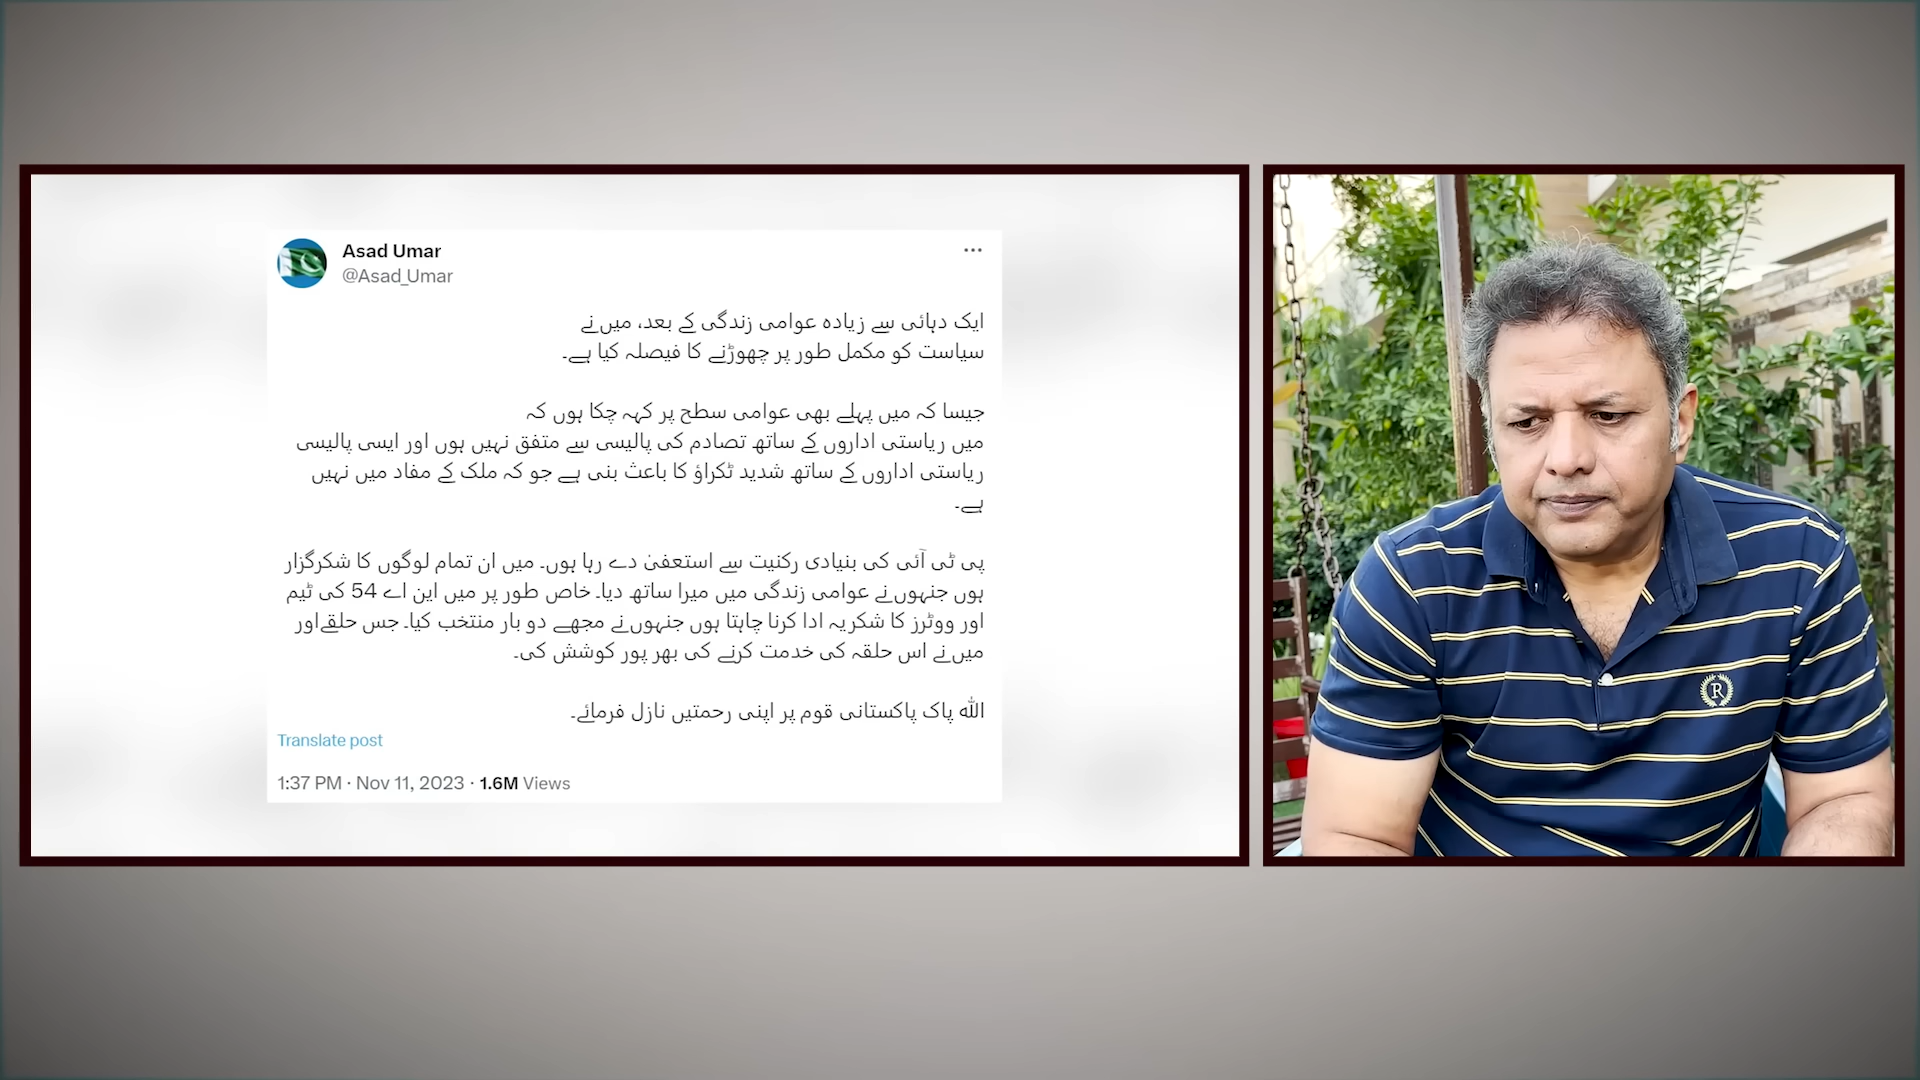 Asad Umar
@Asad_Umar
ایک دہائی سے زیادہ عوامی زندگی کے بعد، میں نے
سیاست کو مکمل طور پر چھوڑنے کا فیصلہ کیا ہے۔
جیسا کہ میں پہلے بھی عوامی سطح پر کہہ چکا ہوں کہ
میں ریاستی اداروں کے ساتھ تصادم کی پالیسی سے متفق نہیں ہوں اور ایسی پالیسی
ریاستی اداروں کے ساتھ شدید ٹکراؤ کا باعث بنی ہے جو کہ ملک کے مفاد میں نہیں
ہے۔
پی ٹی آئی کی بنیادی رکنیت سے استعفیٰ دے رہا ہوں۔ میں ان تمام لوگوں کا شکرگزار
ہوں جنہوں نے عوامی زندگی میں میرا ساتھ دیا۔ خاص طور پر میں این اے 54 کی ٹیم
اور ووٹرز کا شکریہ ادا کرنا چاہتا ہوں جنہوں نے مجھے دو بار منتخب کیا۔ جس حلقےاور
میں نے اس حلقہ کی خدمت کرنے کی بھر پور کوشش کی۔
اللہ پاک پاکستانی قوم پر اپنی رحمتیں نازل فرمائے۔
Translate post
1:37 PM · Nov 11, 2023 · 1.6M Views
R